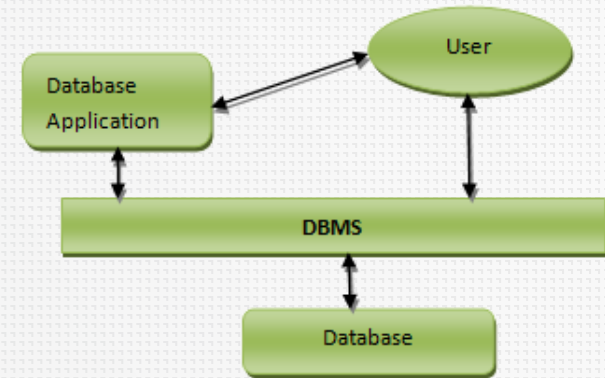 User
Database
Application
DBMS
Database